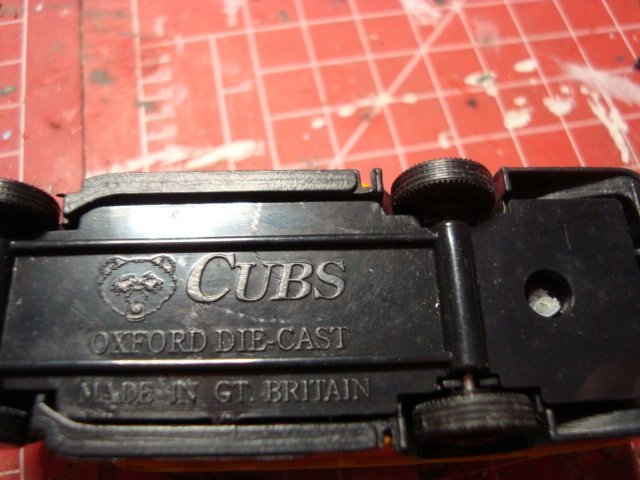 CUBS
OXFORD DIE-CAST
MADE IN GT. BRITAIN